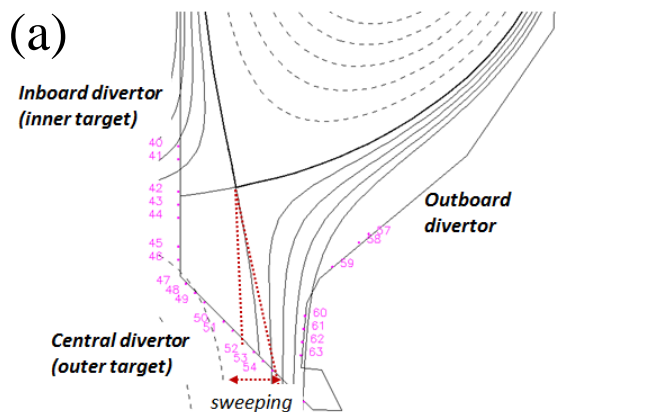 (a)
Inboard divertor
(inner target)
40
41
42
43
44
45
46
47
48
49
50
51
52
53
54
Outboard
divertor
57
58
59
60
61
62
63
Central divertor
(outer target)
sweeping